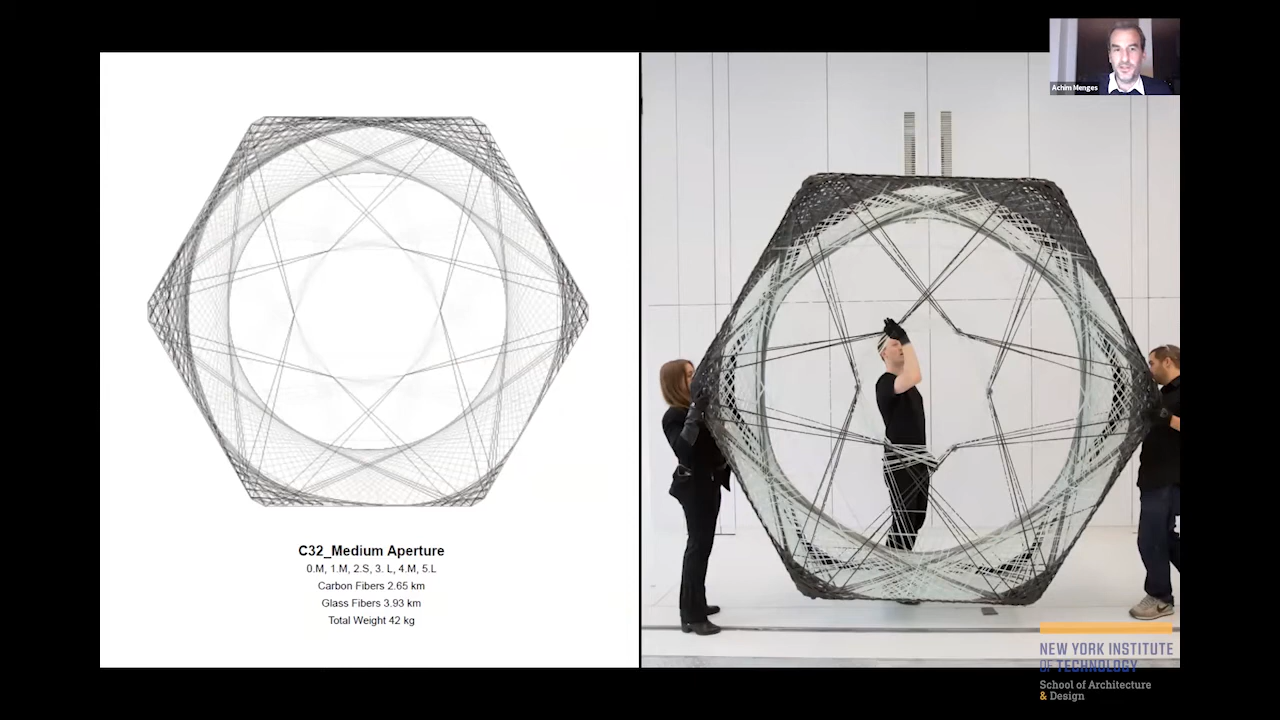 Achim Menges
C32_Medium Aperture
0.M, 1.M, 2.S, 3. L, 4.M, 5.L
Carbon Fibers 2.65 km
Glass Fibers 3.93 km
Total Weight 42 kg
NEW YORK INSTITUTE
OF TECHNOLOGY
School of Architecture
& Design